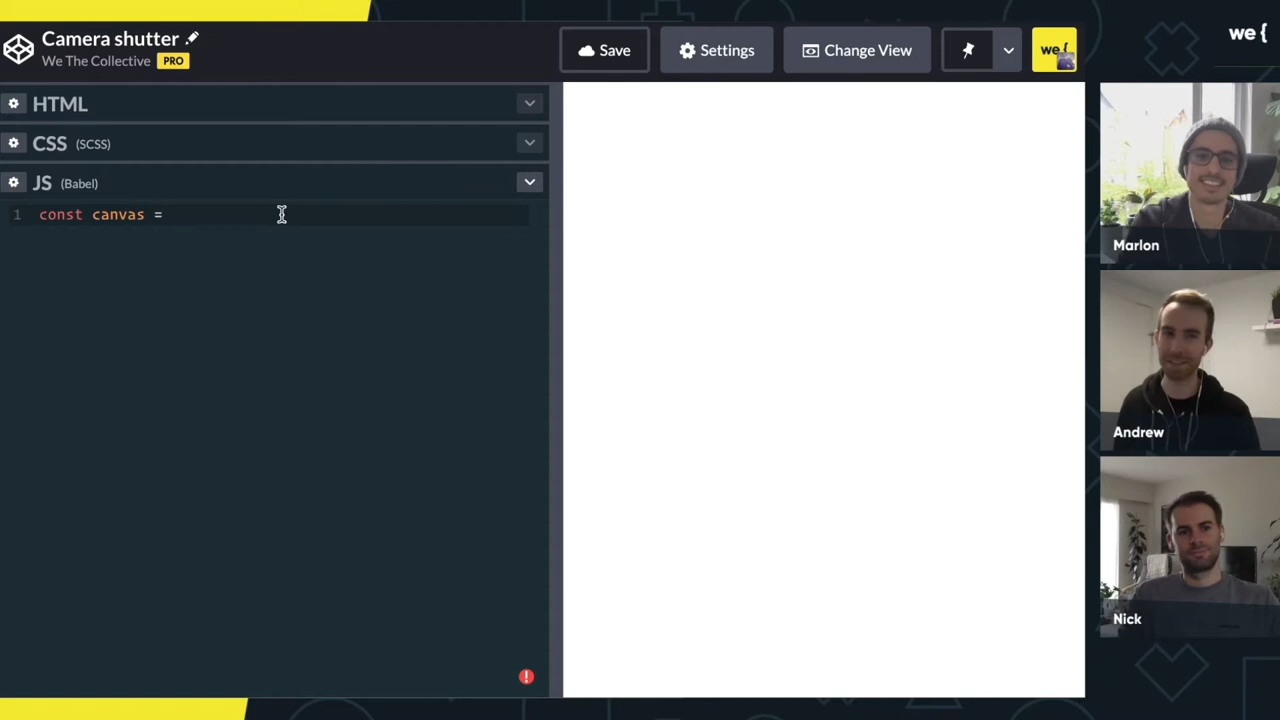 Camera shutter
We The Collective PRO
Save
Settings
Change View
we {
we {
HTML
CSS (SCSS)
JS (Babel)
1 const canvas =
!
Marlon
Andrew
Nick